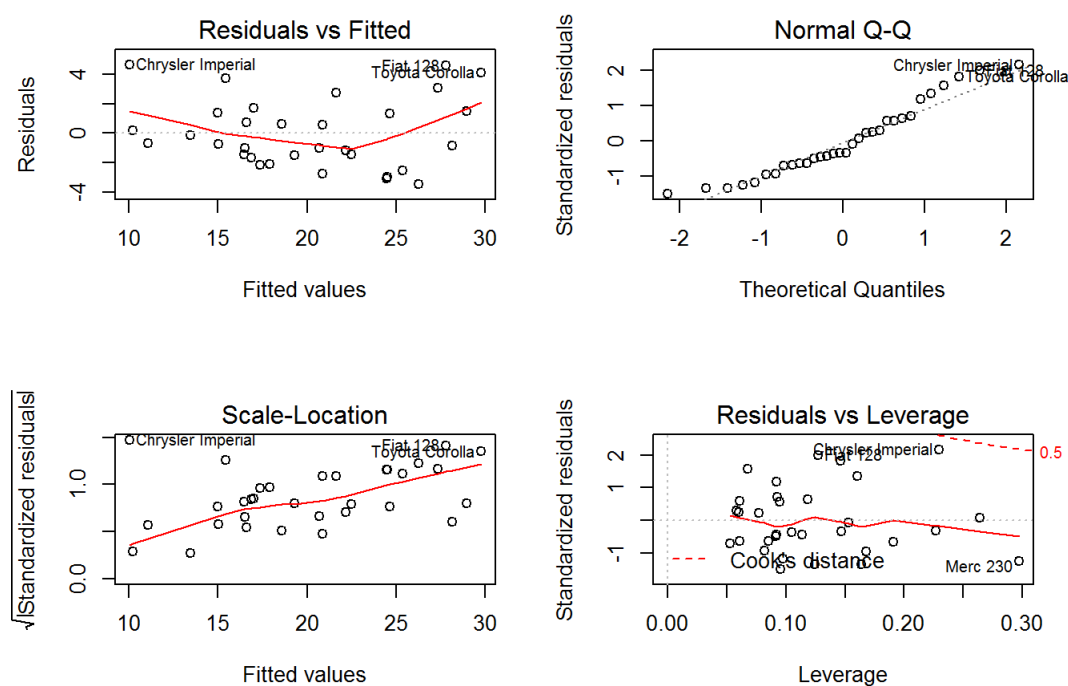 Residuals vs Fitted
Residuals
-4 0 4
Chrysler Imperial
Fiat 128
Toyota Corolla
10 15 20 25 30
Fitted values
Normal Q-Q
Standardized residuals
-1 0 1 2
Chrysler Imperial
Fiat 128
Toyota Corolla
-2 -1 0 1 2
Theoretical Quantiles
Scale-Location
√|Standardized residuals|
0.0 1.0
Chrysler Imperial
Fiat 128
Toyota Corolla
10 15 20 25 30
Fitted values
Residuals vs Leverage
Standardized residuals
-1 1 2
Chrysler Imperial
Fiat 128
0.5
Cook's distance
Merc 230
0.00 0.10 0.20 0.30
Leverage